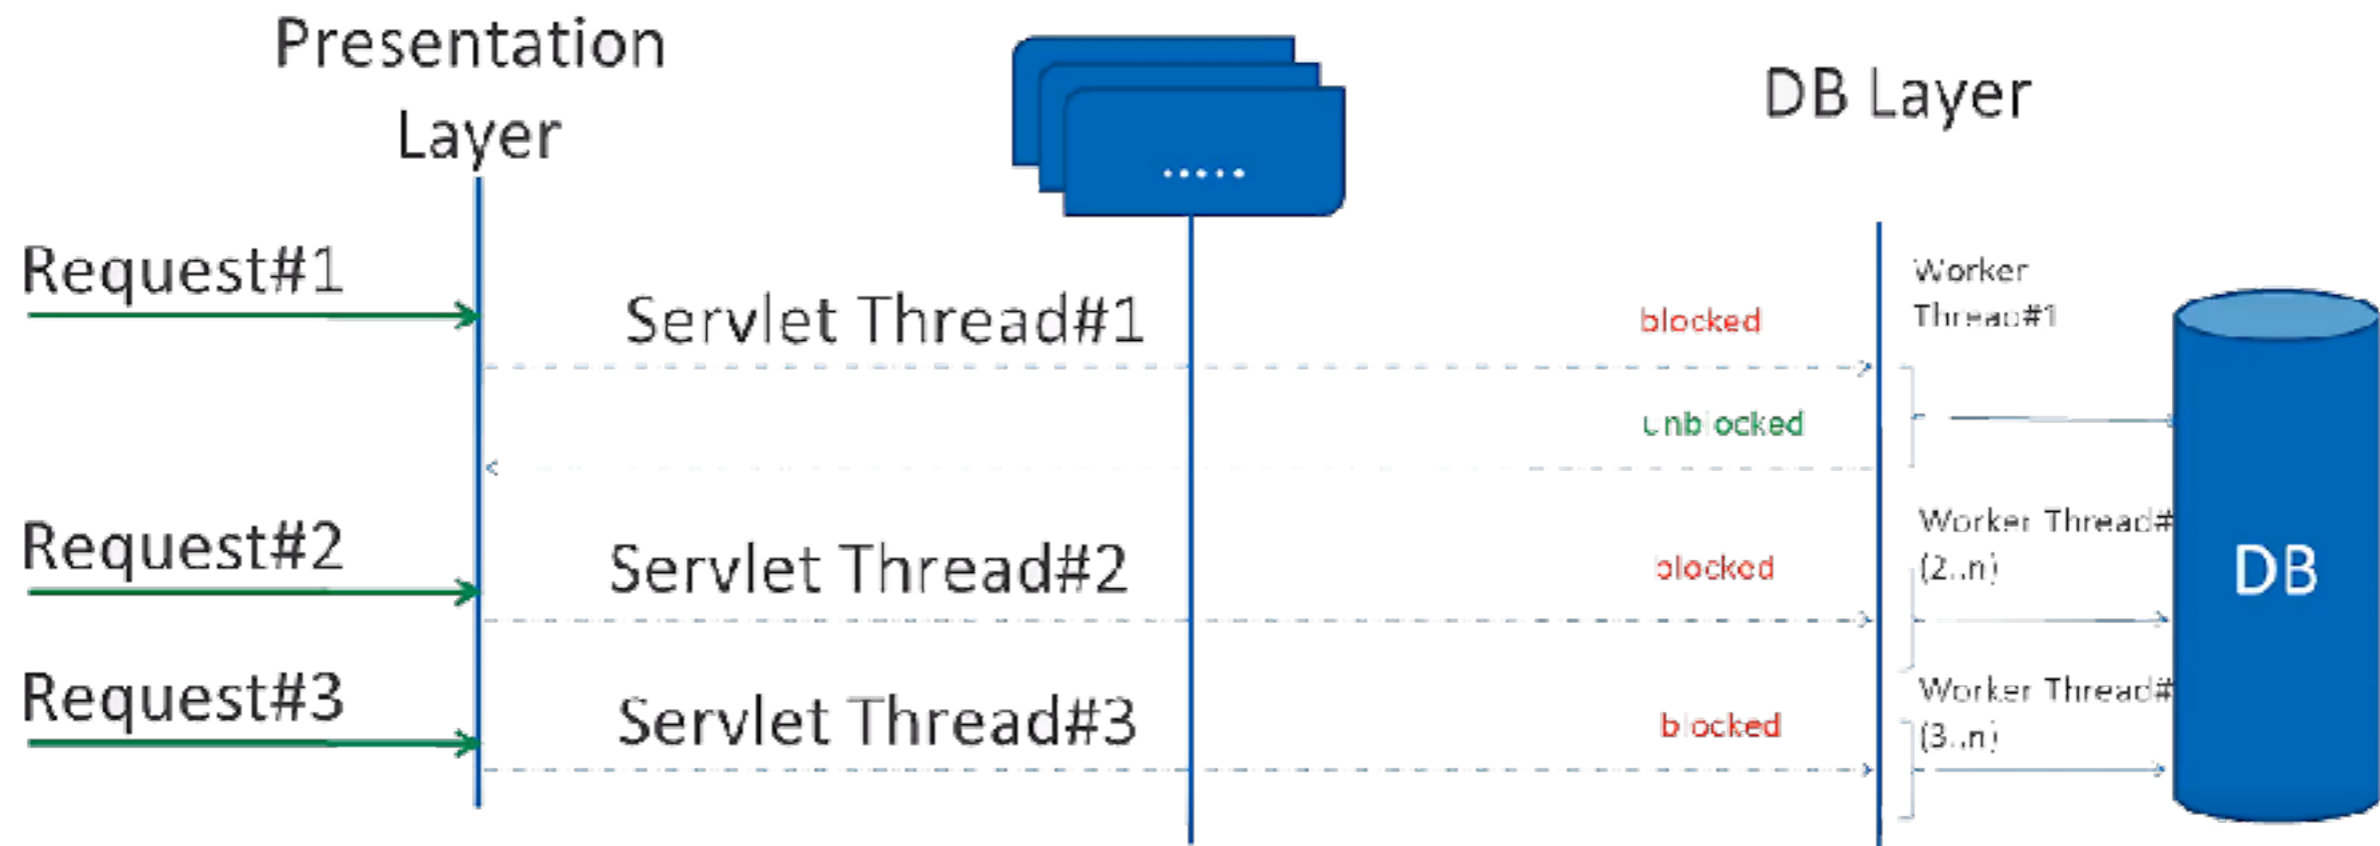 Presentation
Layer
.....
DB Layer
Request#1
Servlet Thread#1
blocked
Worker
Thread#1
unblocked
Request#2
Servlet Thread#2
blocked
Worker Thread#
(2..n)
DB
Request#3
Servlet Thread#3
blocked
Worker Thread#
(3..n)